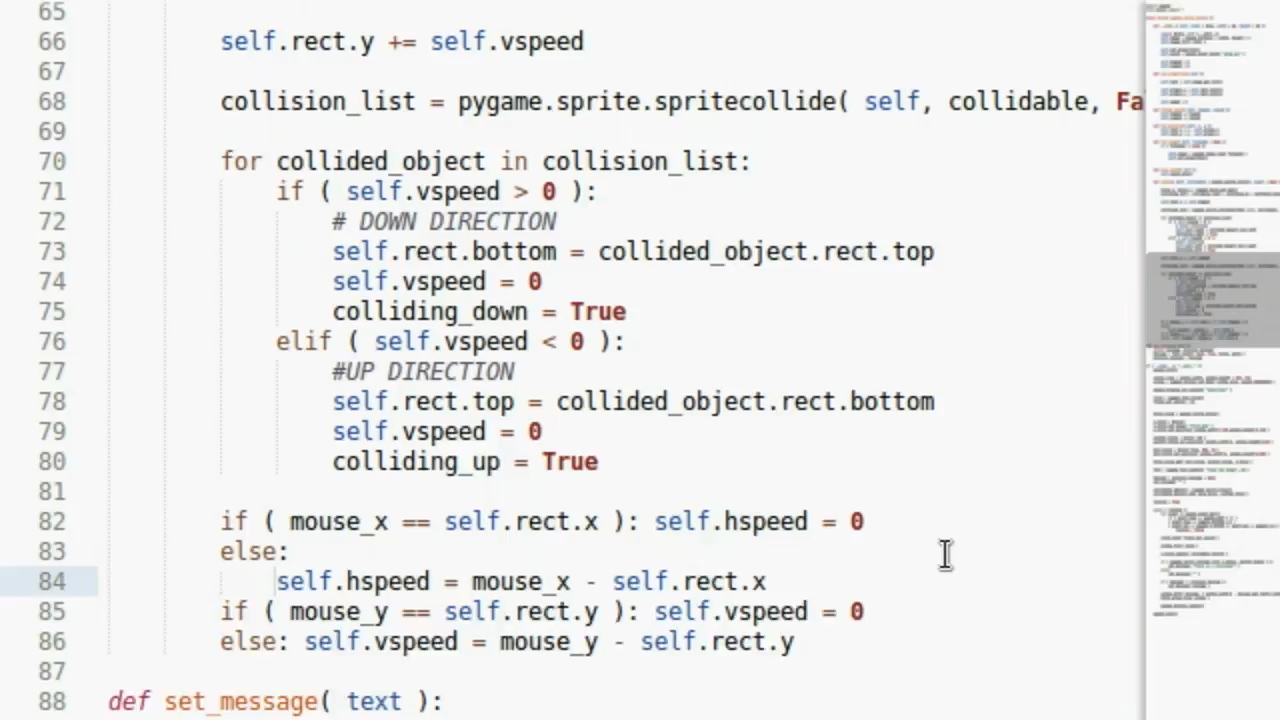 65
66 self.rect.y += self.vspeed
67
68 collision_list = pygame.sprite.spritecollide( self, collidable, Fa
69
70 for collided_object in collision_list:
71 if ( self.vspeed > 0 ):
72 # DOWN DIRECTION
73 self.rect.bottom = collided_object.rect.top
74 self.vspeed = 0
75 colliding_down = True
76 elif ( self.vspeed < 0 ):
77 #UP DIRECTION
78 self.rect.top = collided_object.rect.bottom
79 self.vspeed = 0
80 colliding_up = True
81
82 if ( mouse_x == self.rect.x ): self.hspeed = 0
83 else:
84 self.hspeed = mouse_x - self.rect.x
85 if ( mouse_y == self.rect.y ): self.vspeed = 0
86 else: self.vspeed = mouse_y - self.rect.y
87
88 def set_message( text ):